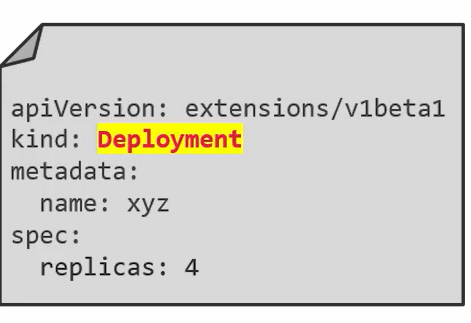 apiVersion: extensions/v1beta1
kind: Deployment
metadata:
  name: xyz
spec:
  replicas: 4